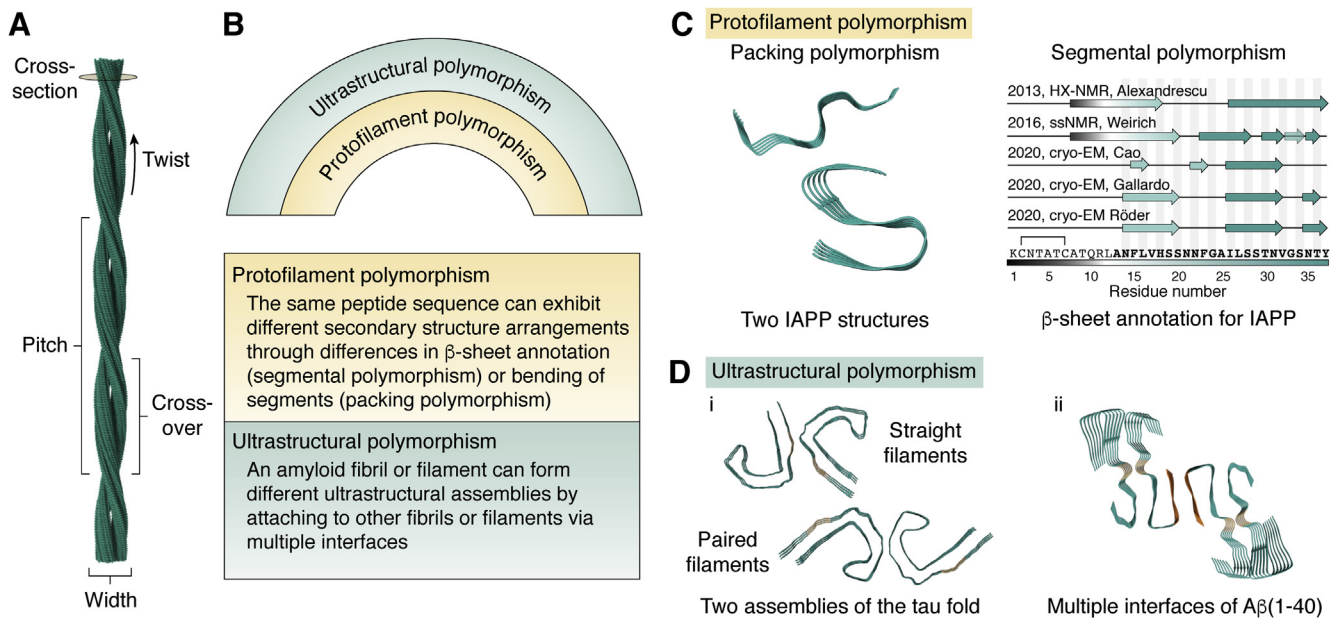 A
Cross-
section
Twist
Pitch
Cross-
over
Width
B
Ultrastructural polymorphism
Protofilament polymorphism
Protofilament polymorphism
The same peptide sequence can exhibit
different secondary structure arrangements
through differences in β-sheet annotation
(segmental polymorphism) or bending of
segments (packing polymorphism)
Ultrastructural polymorphism
An amyloid fibril or filament can form
different ultrastructural assemblies by
attaching to other fibrils or filaments via
multiple interfaces
C
Protofilament polymorphism
Packing polymorphism
Two IAPP structures
Segmental polymorphism
2013, HX-NMR, Alexandrescu
2016, ssNMR, Weirich
2020, cryo-EM, Cao
2020, cryo-EM, Gallardo
2020, cryo-EM Röder
KCNTATCATQRLANFLVHSSNNFGAILSSTNVGSNTY
1 5 10 15 20 25 30 35
Residue number
β-sheet annotation for IAPP
D
Ultrastructural polymorphism
i
Straight
filaments
Paired
filaments
Two assemblies of the tau fold
ii
Multiple interfaces of Aβ(1-40)